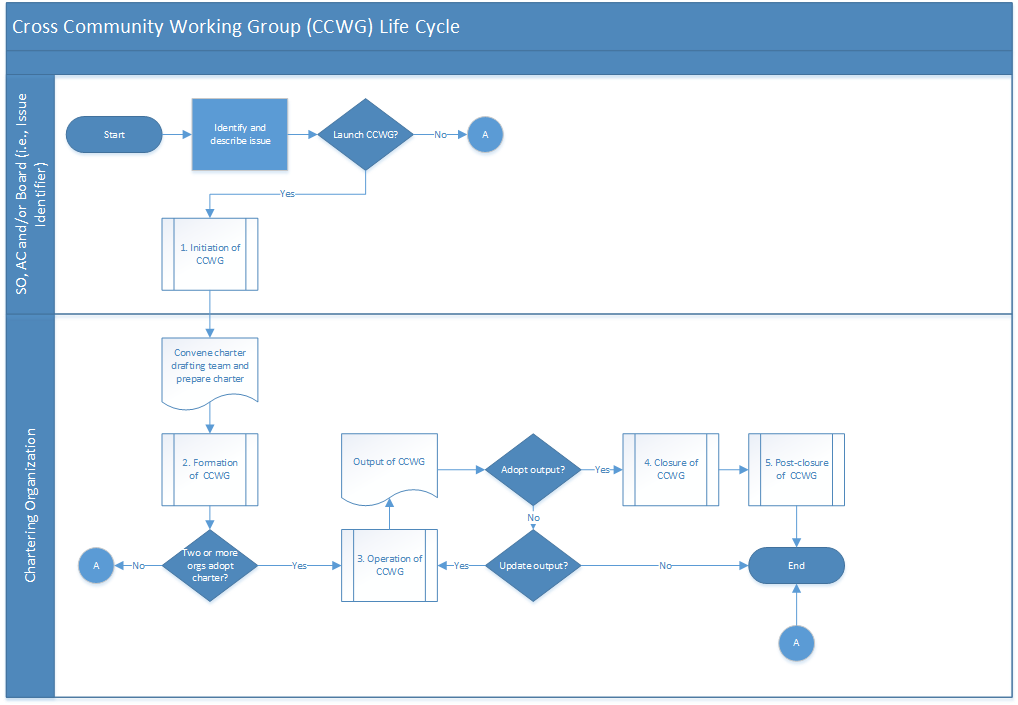 Cross Community Working Group (CCWG) Life Cycle
SO, AC and/or Board (i.e., Issue
Identifier)
Start
Identify and
describe issue
Launch CCWG?
No
A
Yes
1. Initiation of
CCWG
Chartering Organization
Convene charter
drafting team and
prepare charter
2. Formation
of CCWG
Output of CCWG
Adopt output?
Yes
4. Closure of
CCWG
5. Post-closure
of CCWG
No
A
No
Two or more
orgs adopt
charter?
Yes
3. Operation of
CCWG
Yes
Update output?
No
End
A